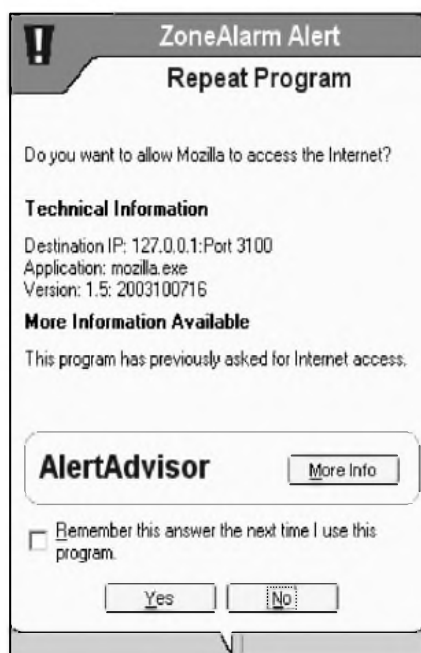 ZoneAlarm Alert
Repeat Program
Do you want to allow Mozilla to access the Internet?
Technical Information
Destination IP: 127.0.0.1:Port 3100
Application: mozilla.exe
Version: 1.5: 2003100716
More Information Available
This program has previously asked for Internet access.
AlertAdvisor
More Info
Remember this answer the next time I use this
program.
Yes
No